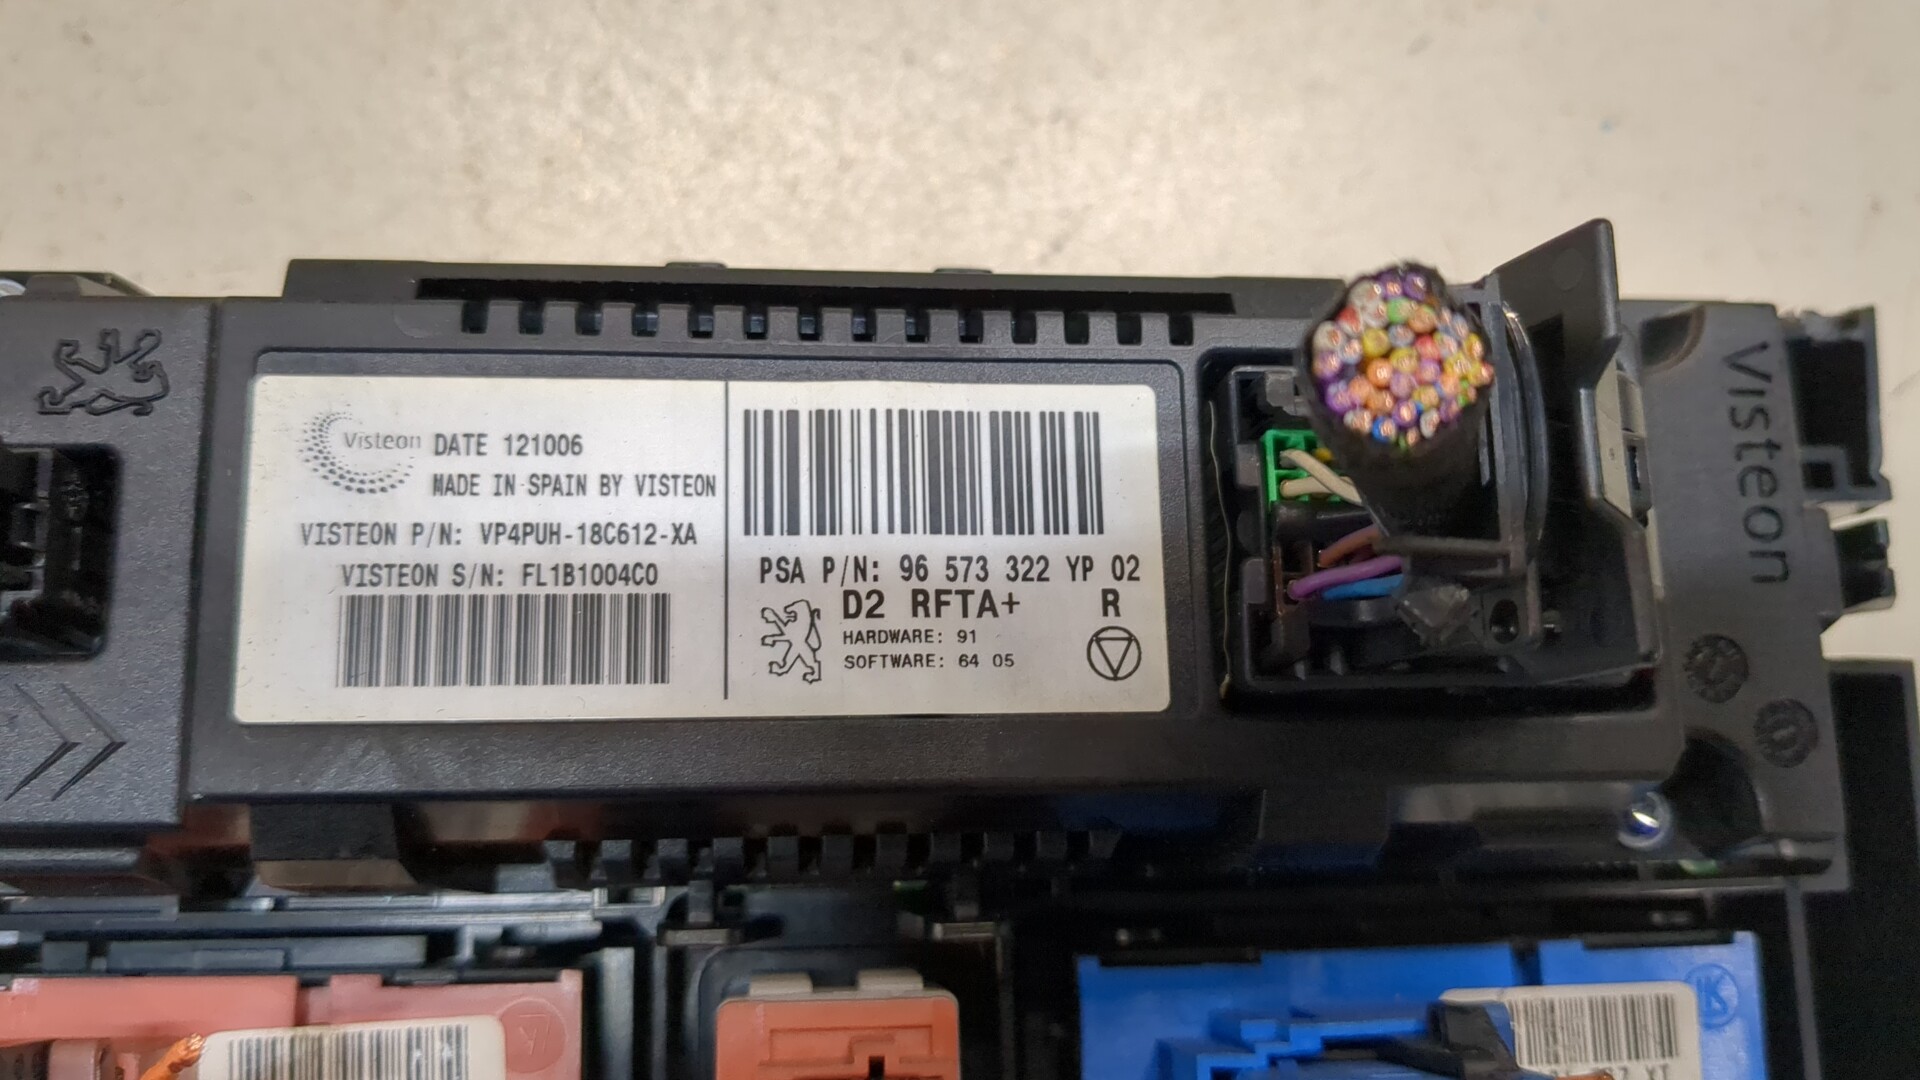 Visteon
DATE 121006
MADE IN SPAIN BY VISTEON
VISTEON P/N: VP4PUH-18C612-XA
VISTEON S/N: FL1B1004C0
PSA P/N: 96 573 322 YP 02
D2 RFTA+ R
HARDWARE: 91
SOFTWARE: 64 05
Visteon